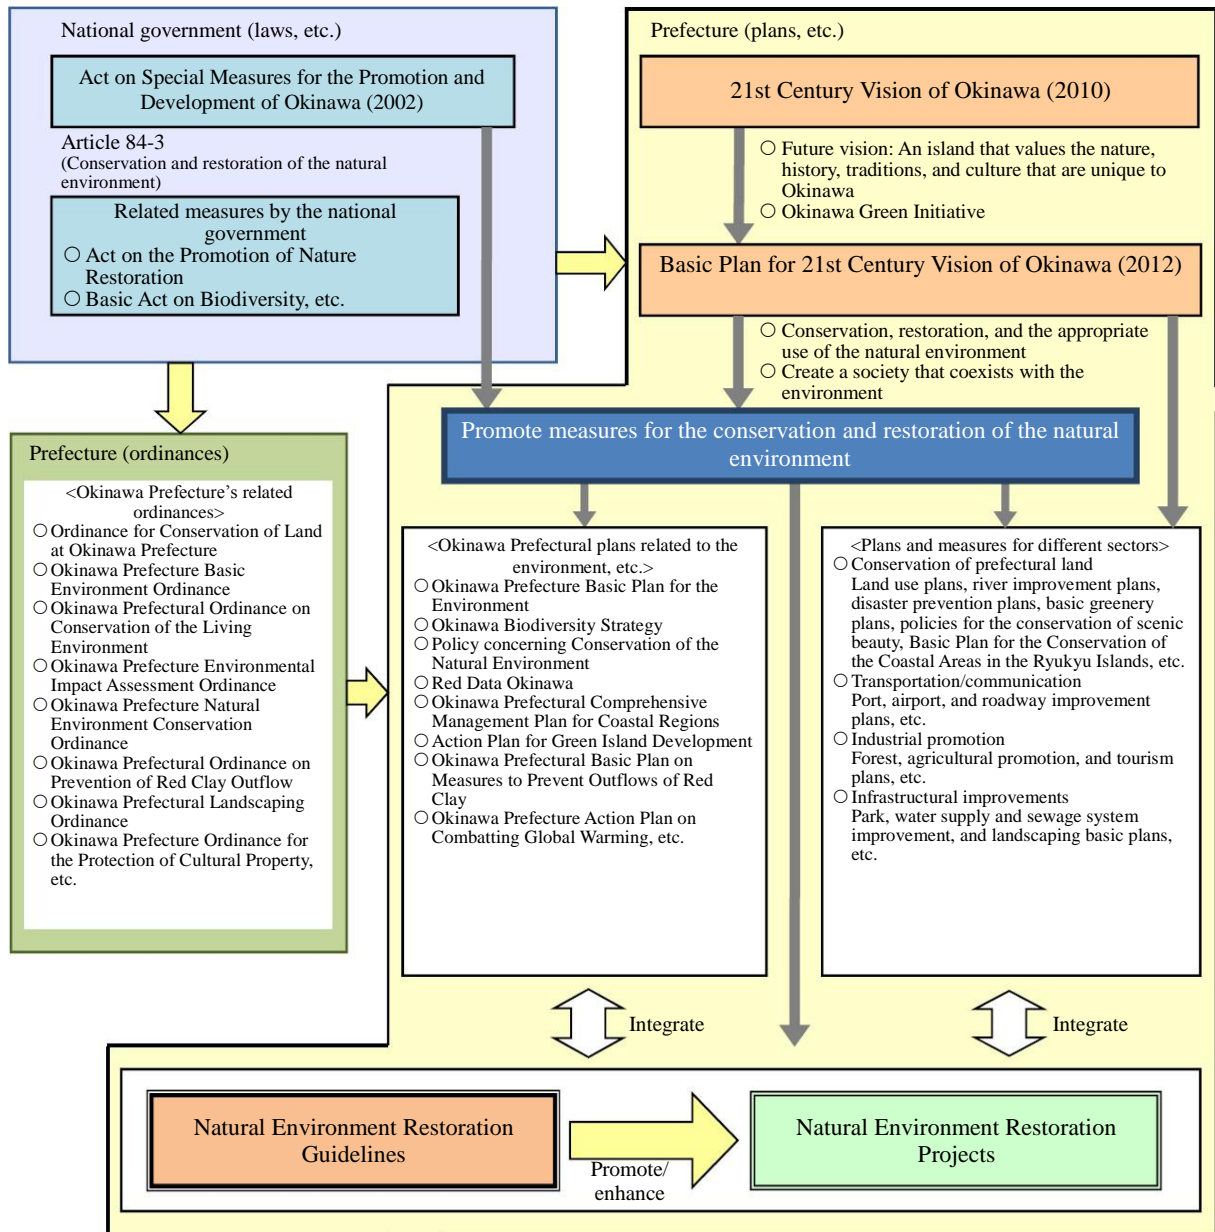 National government (laws, etc.)
Act on Special Measures for the Promotion and
Development of Okinawa (2002)
Article 84-3
(Conservation and restoration of the natural
environment)
Related measures by the national
government
○ Act on the Promotion of Nature
Restoration
○ Basic Act on Biodiversity, etc.
Prefecture (plans, etc.)
21st Century Vision of Okinawa (2010)
○ Future vision: An island that values the nature,
history, traditions, and culture that are unique to
Okinawa
○ Okinawa Green Initiative
Basic Plan for 21st Century Vision of Okinawa (2012)
○ Conservation, restoration, and the appropriate
use of the natural environment
○ Create a society that coexists with the
environment
Promote measures for the conservation and restoration of the natural
environment
Prefecture (ordinances)
<Okinawa Prefecture's related
ordinances>
○ Ordinance for Conservation of Land
at Okinawa Prefecture
○ Okinawa Prefecture Basic
Environment Ordinance
○ Okinawa Prefectural Ordinance on
Conservation of the Living
Environment
○ Okinawa Prefecture Environmental
Impact Assessment Ordinance
○ Okinawa Prefecture Natural
Environment Conservation
Ordinance
○ Okinawa Prefectural Ordinance on
Prevention of Red Clay Outflow
○ Okinawa Prefectural Landscaping
Ordinance
○ Okinawa Prefecture Ordinance for
the Protection of Cultural Property,
etc.
<Okinawa Prefectural plans related to the
environment, etc.>
○ Okinawa Prefecture Basic Plan for the
Environment
○ Okinawa Biodiversity Strategy
○ Policy concerning Conservation of the
Natural Environment
○ Red Data Okinawa
○ Okinawa Prefectural Comprehensive
Management Plan for Coastal Regions
○ Action Plan for Green Island Development
○ Okinawa Prefectural Basic Plan on
Measures to Prevent Outflows of Red
Clay
○ Okinawa Prefecture Action Plan on
Combatting Global Warming, etc.
<Plans and measures for different sectors>
○ Conservation of prefectural land
Land use plans, river improvement plans,
disaster prevention plans, basic greenery
plans, policies for the conservation of scenic
beauty, Basic Plan for the Conservation of
the Coastal Areas in the Ryukyu Islands, etc.
○ Transportation/communication
Port, airport, and roadway improvement
plans, etc.
○ Industrial promotion
Forest, agricultural promotion, and tourism
plans, etc.
○ Infrastructural improvements
Park, water supply and sewage system
improvement, and landscaping basic plans,
etc.
Integrate
Integrate
Natural Environment Restoration
Guidelines
Promote/
enhance
Natural Environment Restoration
Projects